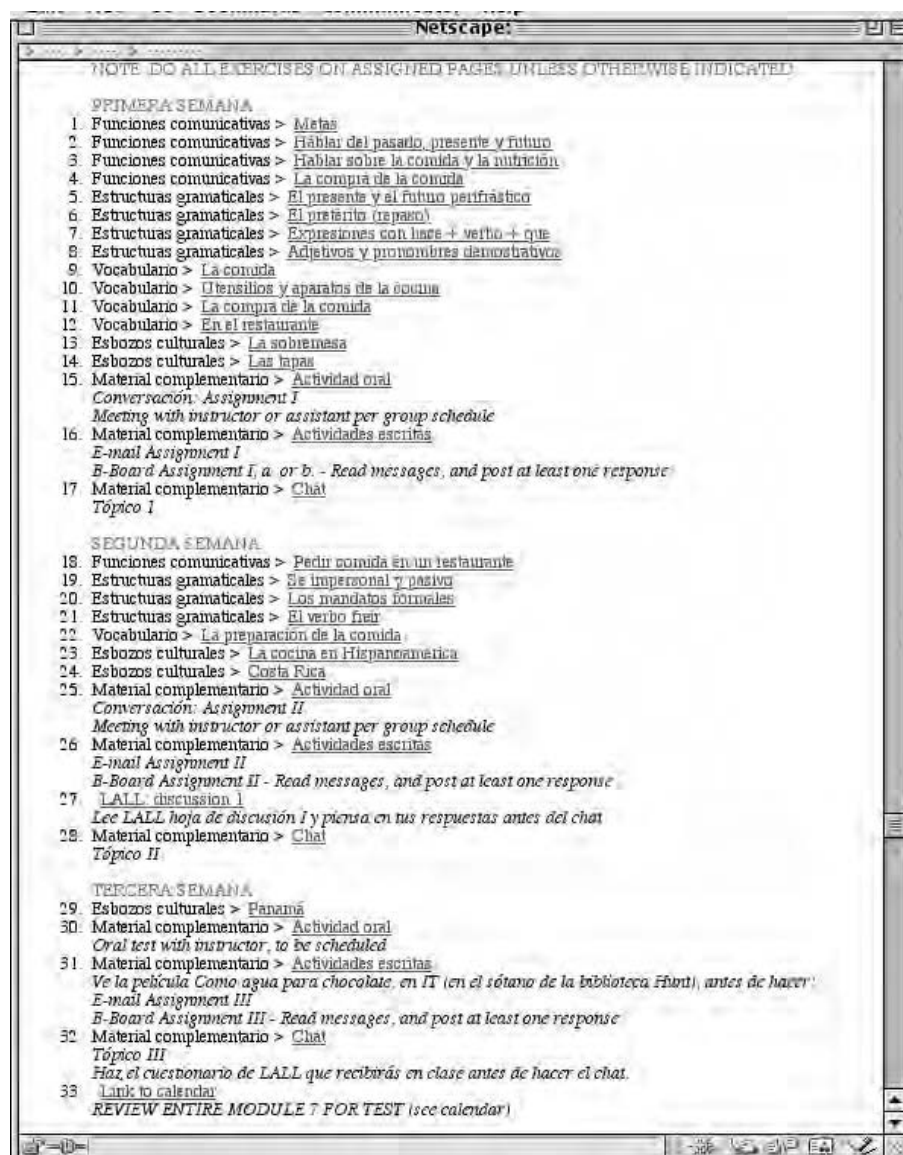 Netscape:
NOTE: DO ALL EXERCISES ON ASSIGNED PAGES UNLESS OTHERWISE INDICATED
PRIMERA SEMANA
1. Funciones comunicativas > Metas
2. Funciones comunicativas > Hablar del pasado, presente y futuro
3. Funciones comunicativas > Hablar sobre la comida y la nutrición
4. Funciones comunicativas > La compra de la comida
5. Estructuras gramaticales > El presente y el futuro perifrástico
6. Estructuras gramaticales > El pretérito (repaso)
7. Estructuras gramaticales > Expresiones con hace + verbo + que
8. Estructuras gramaticales > Adjetivos y pronombres demostrativos
9. Vocabulario > La comida
10. Vocabulario > Utensilios y aparatos de la cocina
11. Vocabulario > La compra de la comida
12. Vocabulario > En el restaurante
13. Esbozos culturales > La sobremesa
14. Esbozos culturales > Las tapas
15. Material complementario > Actividad oral
Conversación: Assignment I
Meeting with instructor or assistant per group schedule
16. Material complementario > Actividades escritas
E-mail Assignment I
B-Board Assignment I, a. or b. - Read messages, and post at least one response
17. Material complementario > Chat
Tópico 1
SEGUNDA SEMANA
18. Funciones comunicativas > Pedir comida en un restaurante
19. Estructuras gramaticales > Se impersonal y pasivo
20. Estructuras gramaticales > Los mandatos formales
21. Estructuras gramaticales > El verbo freír
22. Vocabulario > La preparación de la comida
23. Esbozos culturales > La cocina en Hispanoamérica
24. Esbozos culturales > Costa Rica
25. Material complementario > Actividad oral
Conversación: Assignment II
Meeting with instructor or assistant per group schedule
26. Material complementario > Actividades escritas
E-mail Assignment II
B-Board Assignment II - Read messages, and post at least one response
27. LALL: discussion 1
Lee LALL hoja de discusión I y piensa en tus respuestas antes del chat
28. Material complementario > Chat
Tópico II
TERCERA SEMANA
29. Esbozos culturales > Panamá
30. Material complementario > Actividad oral
Oral test with instructor, to be scheduled
31. Material complementario > Actividades escritas
Ve la película Como agua para chocolate, en IT (en el sótano de la biblioteca Hunt), antes de hacer:
E-mail Assignment III
B-Board Assignment III - Read messages, and post at least one response
32 Material complementario > Chat
Tópico III
Haz el cuestionario de LALL que recibirás en clase antes de hacer el chat.
33 Link to calendar
REVIEW ENTIRE MODULE 7 FOR TEST (see calendar)